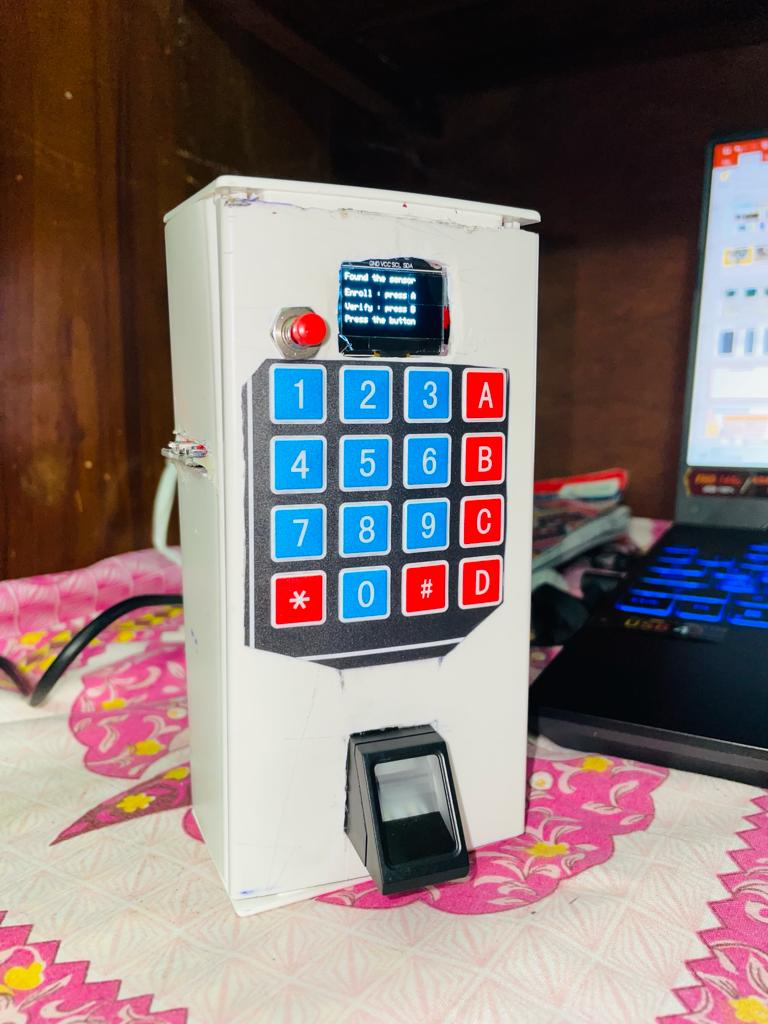 GND VCC SCL SDA
Found the sensor
Enroll : press A
Verify : press B
Press the button
1 2 3 A
4 5 6 B
7 8 9 C
* 0 # D